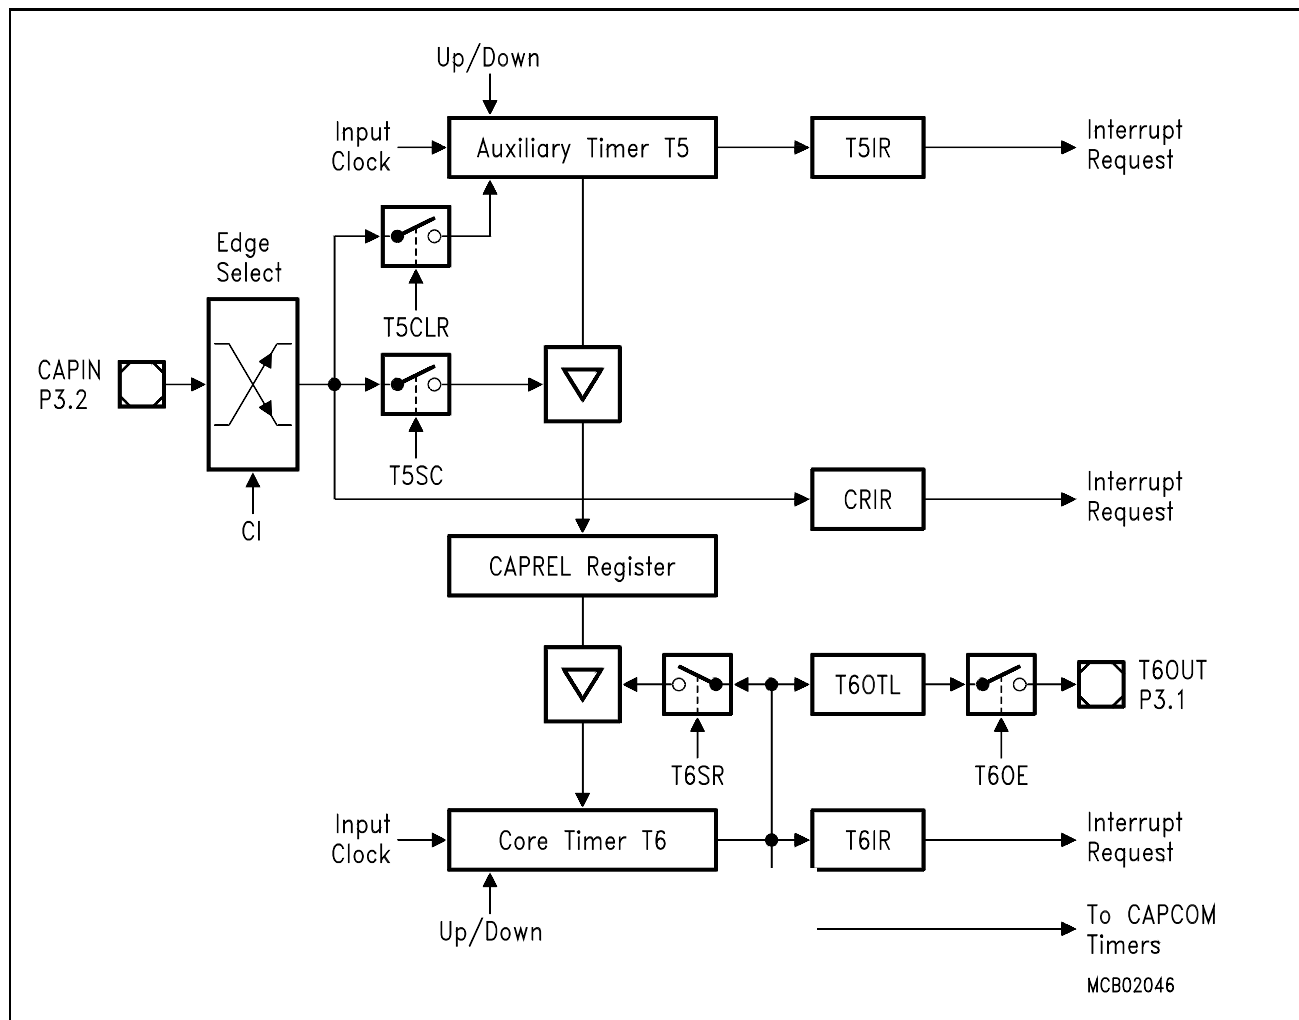 Up/Down
Input
Clock
Auxiliary Timer T5
T5IR
Interrupt
Request
Edge
Select
T5CLR
CAPIN
P3.2
T5SC
CI
CRIR
Interrupt
Request
CAPREL Register
T6OTL
T6OUT
P3.1
T6SR
T6OE
Input
Clock
Core Timer T6
T6IR
Interrupt
Request
Up/Down
To CAPCOM
Timers
MCB02046